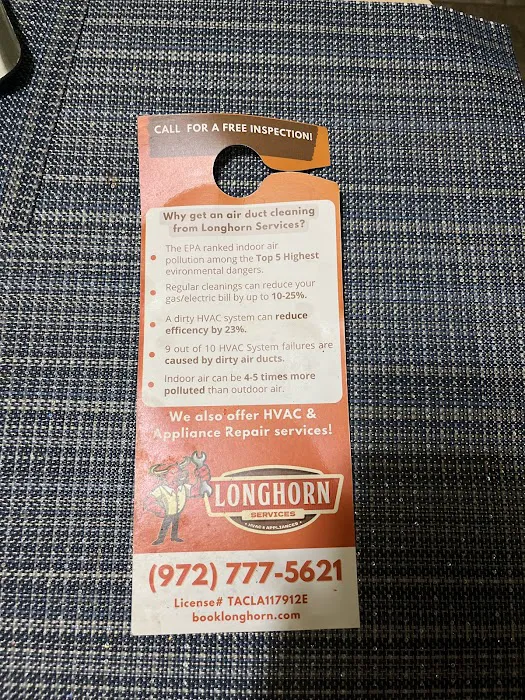 CALL FOR A FREE INSPECTION!
Why get an air duct cleaning
from Longhorn Services?
The EPA ranked indoor air
pollution among the Top 5 Highest
evironmental dangers.
Regular cleanings can reduce your
gas/electric bill by up to 10-25%.
A dirty HVAC system can reduce
efficency by 23%.
9 out of 10 HVAC System failures are
caused by dirty air ducts.
Indoor air can be 4-5 times more
polluted than outdoor air.
We also offer HVAC &
Appliance Repair services!
LONGHORN
SERVICES
HVAC & APPLIANCES
(972) 777-5621
License# TACLA117912E
booklonghorn.com